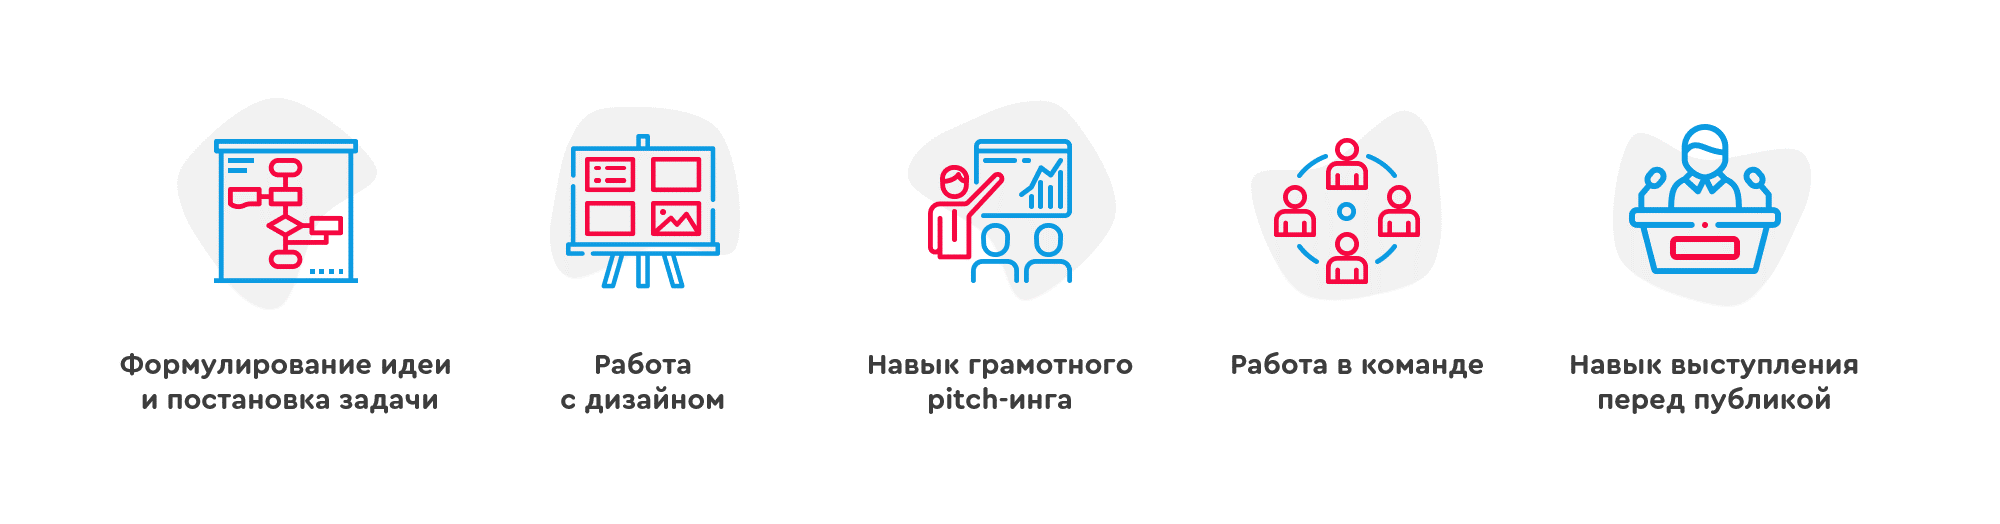 Формулирование идеи
и постановка задачи
Работа
с дизайном
Навык грамотного
pitch-инга
Работа в команде
Навык выступления
перед публикой